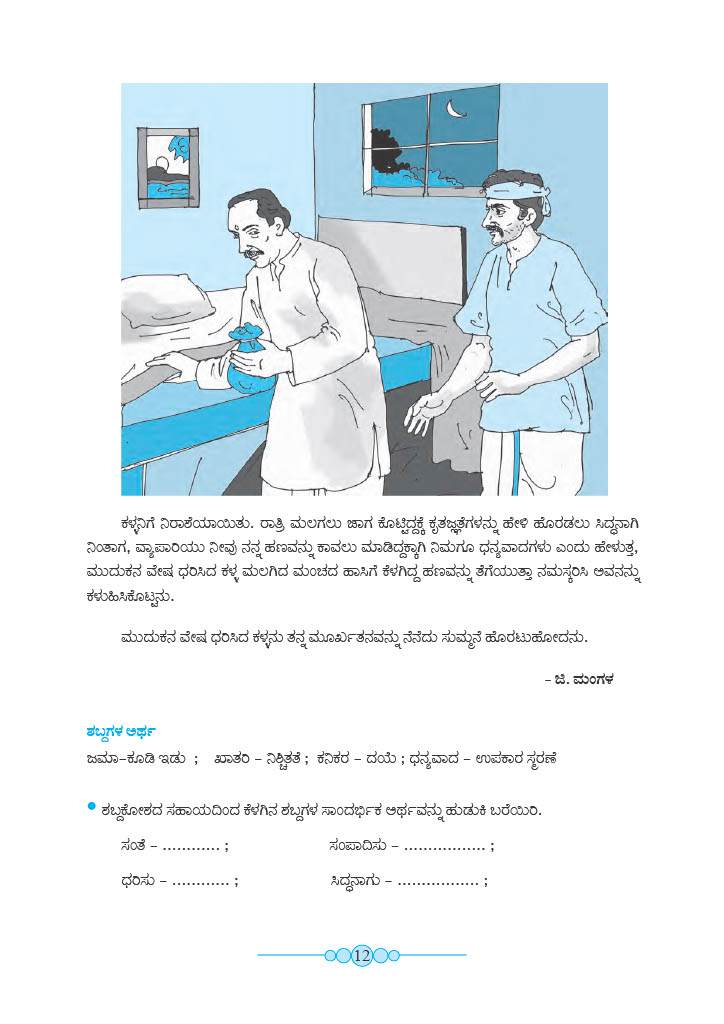 ಕಳ್ಳನಿಗೆ ನಿರಾಶೆಯಾಯಿತು. ರಾತ್ರಿ ಮಲಗಲು ಜಾಗ ಕೊಟ್ಟಿದ್ದಕ್ಕೆ ಕೃತಜ್ಞತೆಗಳನ್ನು ಹೇಳಿ ಹೊರಡಲು ಸಿದ್ಧನಾಗಿ
ನಿಂತಾಗ, ವ್ಯಾಪಾರಿಯು ನೀವು ನನ್ನ ಹಣವನ್ನು ಕಾವಲು ಮಾಡಿದ್ದಕ್ಕಾಗಿ ನಿಮಗೂ ಧನ್ಯವಾದಗಳು ಎಂದು ಹೇಳುತ್ತ,
ಮುದುಕನ ವೇಷ ಧರಿಸಿದ ಕಳ್ಳ ಮಲಗಿದ ಮಂಚದ ಹಾಸಿಗೆ ಕೆಳಗಿದ್ದ ಹಣವನ್ನು ತೆಗೆಯುತ್ತಾ ನಮಸ್ಕರಿಸಿ ಅವನನ್ನು
ಕಳುಹಿಸಿಕೊಟ್ಟನು.
ಮುದುಕನ ವೇಷ ಧರಿಸಿದ ಕಳ್ಳನು ತನ್ನ ಮೂರ್ಖತನವನ್ನು ನೆನೆದು ಸುಮ್ಮನೆ ಹೊರಟುಹೋದನು.
– ಜಿ. ಮಂಗಳ
ಶಬ್ದಗಳ ಅರ್ಥ
ಜಮಾ–ಕೂಡಿ ಇಡು ; ಖಾತರಿ – ನಿಶ್ಚಿತತೆ ; ಕನಿಕರ – ದಯೆ ; ಧನ್ಯವಾದ – ಉಪಕಾರ ಸ್ಮರಣೆ
• ಶಬ್ದಕೋಶದ ಸಹಾಯದಿಂದ ಕೆಳಗಿನ ಶಬ್ದಗಳ ಸಾಂದರ್ಭಿಕ ಅರ್ಥವನ್ನು ಹುಡುಕಿ ಬರೆಯಿರಿ.
ಸಂತೆ – ............ ; ಸಂಪಾದಿಸು – ................. ;
ಧರಿಸು – ............ ; ಸಿದ್ಧನಾಗು – ................. ;
12